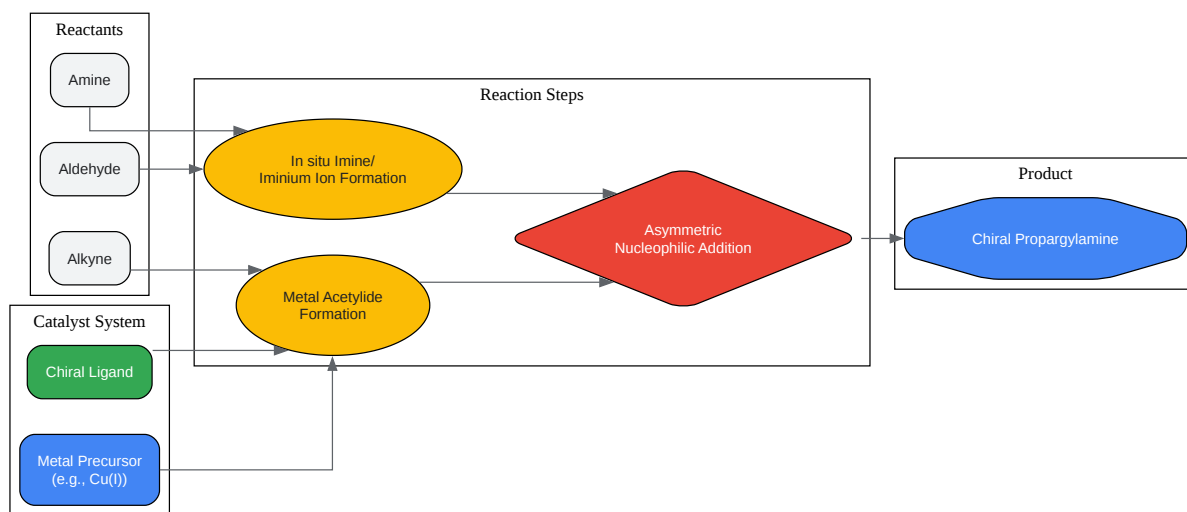 Reactants
Amine
Aldehyde
Alkyne
Catalyst System
Chiral Ligand
Metal Precursor
(e.g., Cu(I))
Reaction Steps
In situ Imine/
Iminium Ion Formation
Metal Acetylide
Formation
Asymmetric
Nucleophilic Addition
Product
Chiral Propargylamine